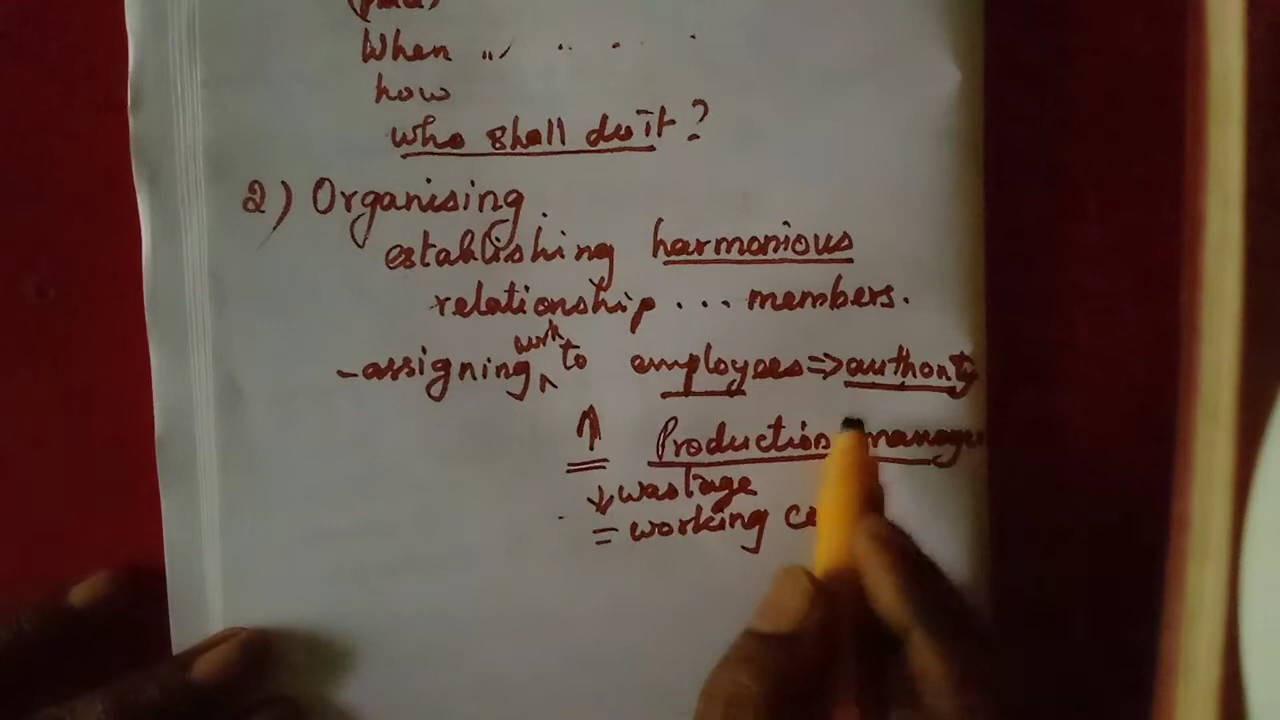 When " .. . .
how
who shall do it?
2) Organising
establishing harmonious
relationship ... members.
-assigning work to employees => authority
↑ Production manage
↓ wastage
= working